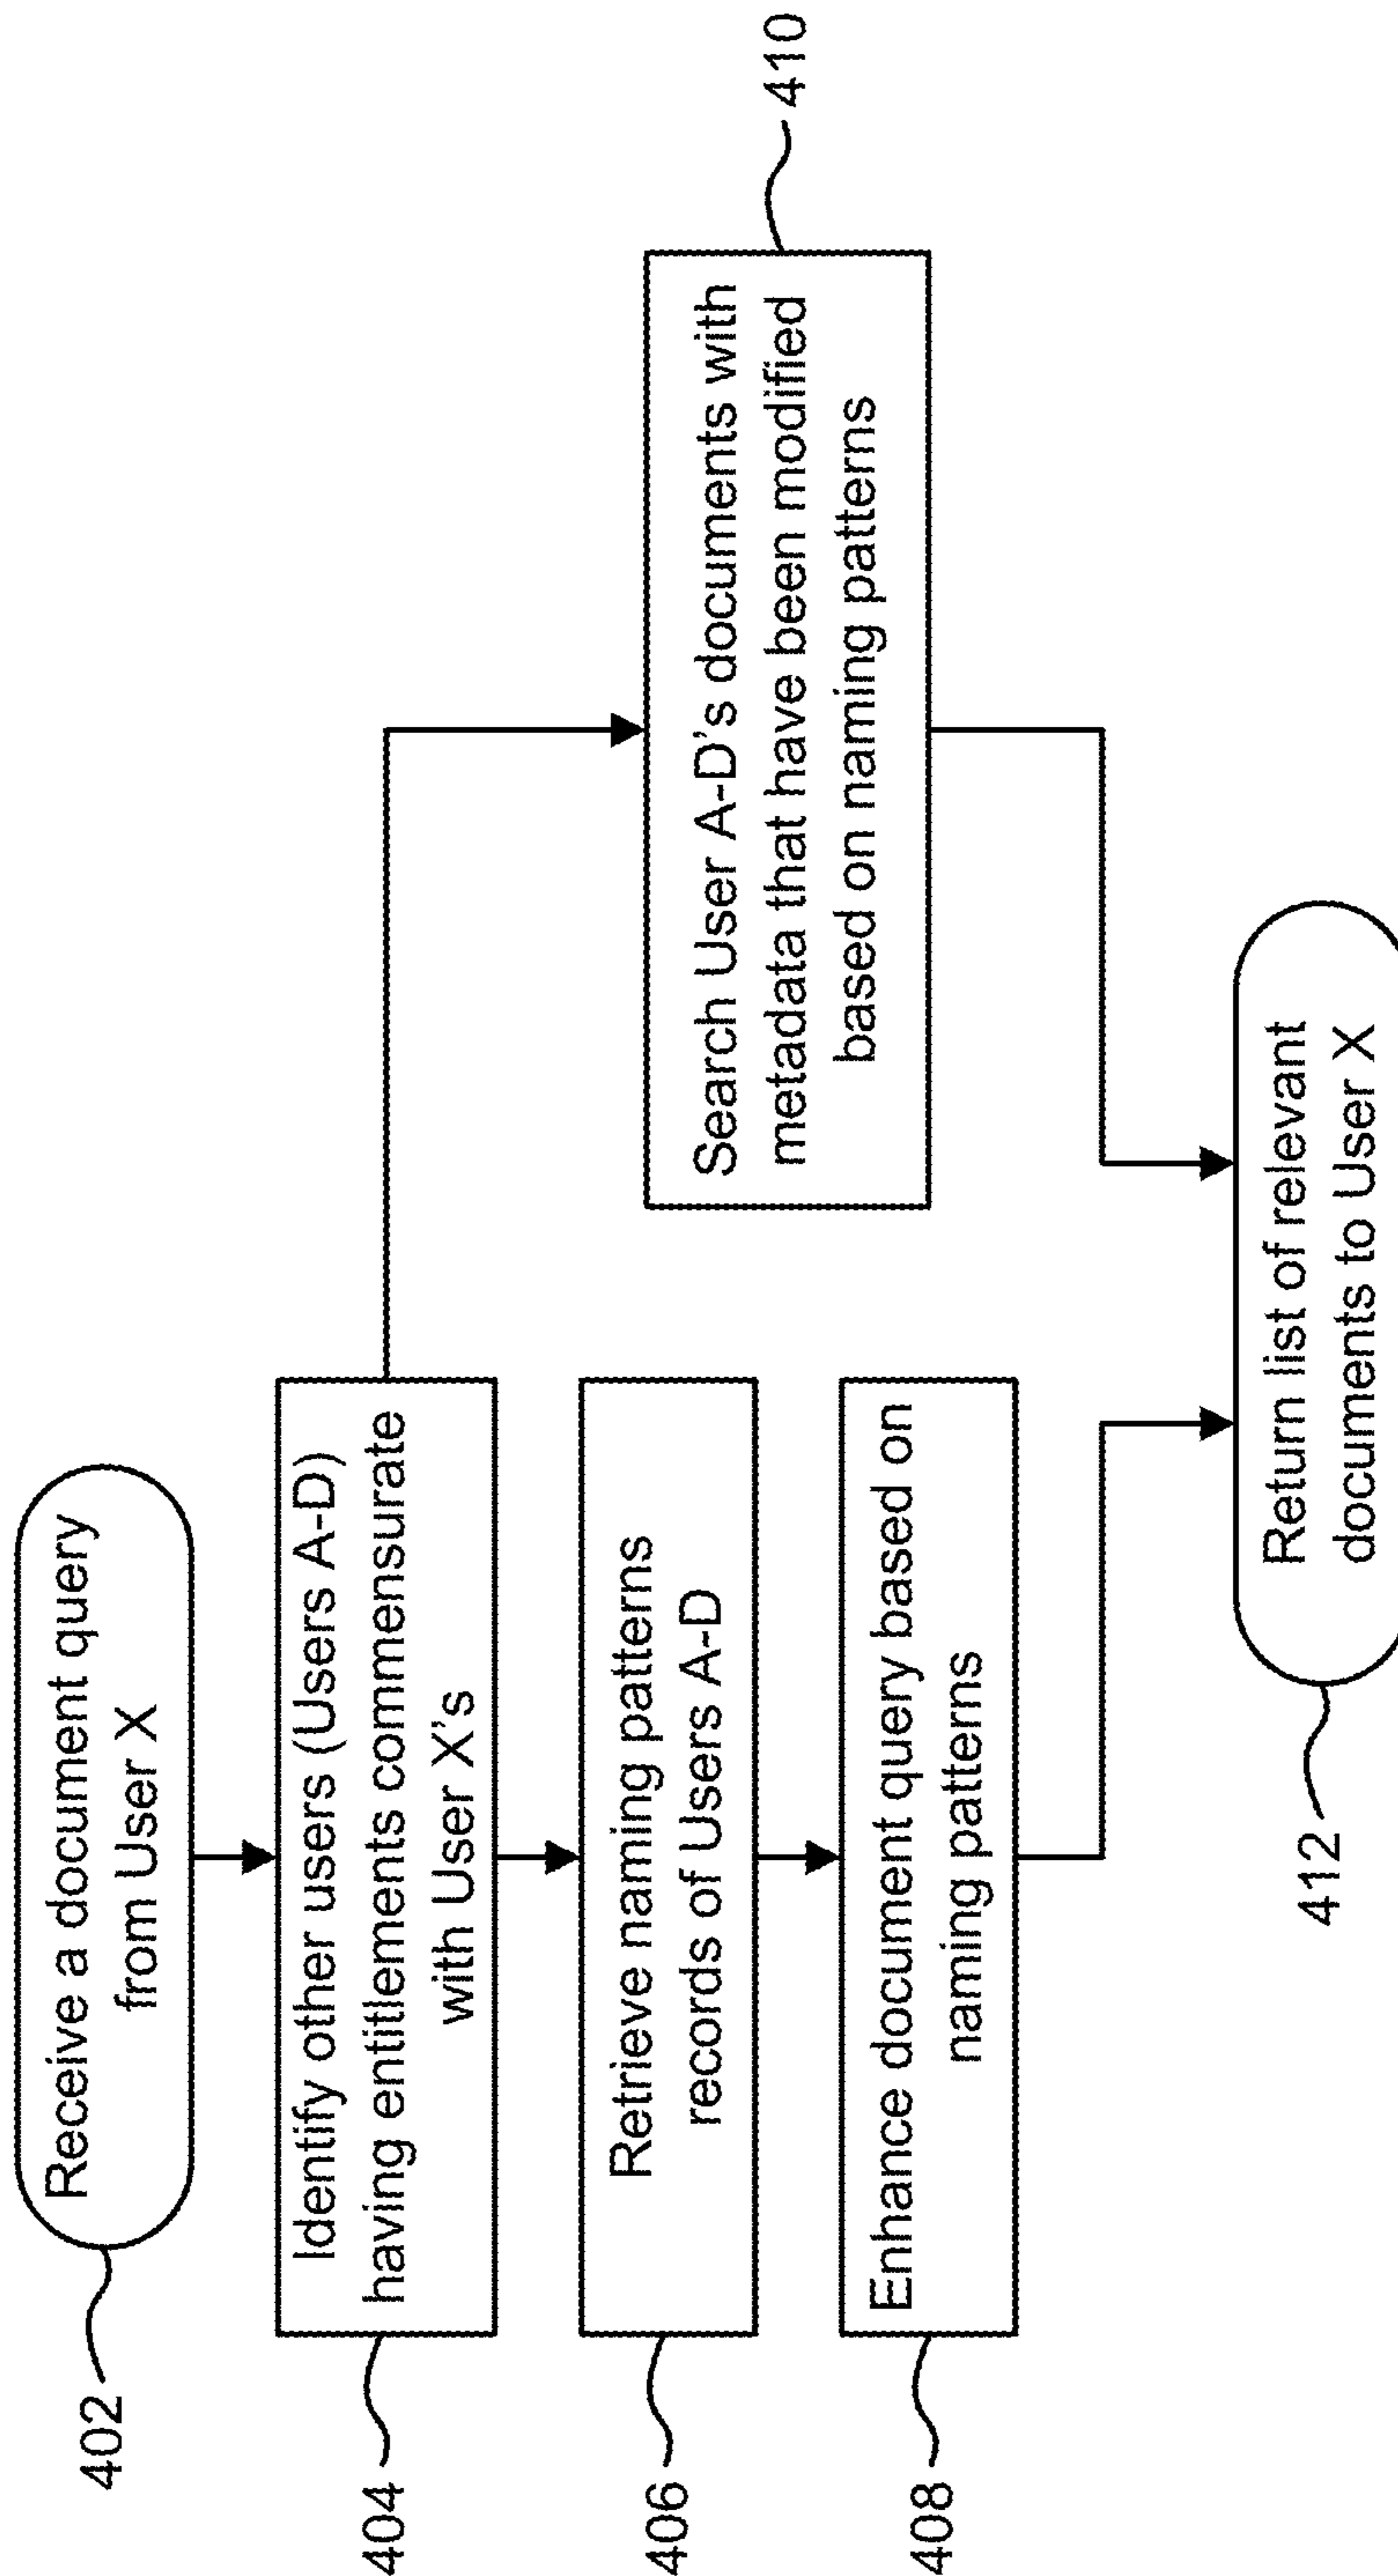 402
Receive a document query
from User X
404
Identify other users (Users A-D)
having entitlements commensurate
with User X's
406
Retrieve naming patterns
records of Users A-D
408
Enhance document query based on
naming patterns
410
Search User A-D's documents with
metadata that have been modified
based on naming patterns
412
Return list of relevant
documents to User X